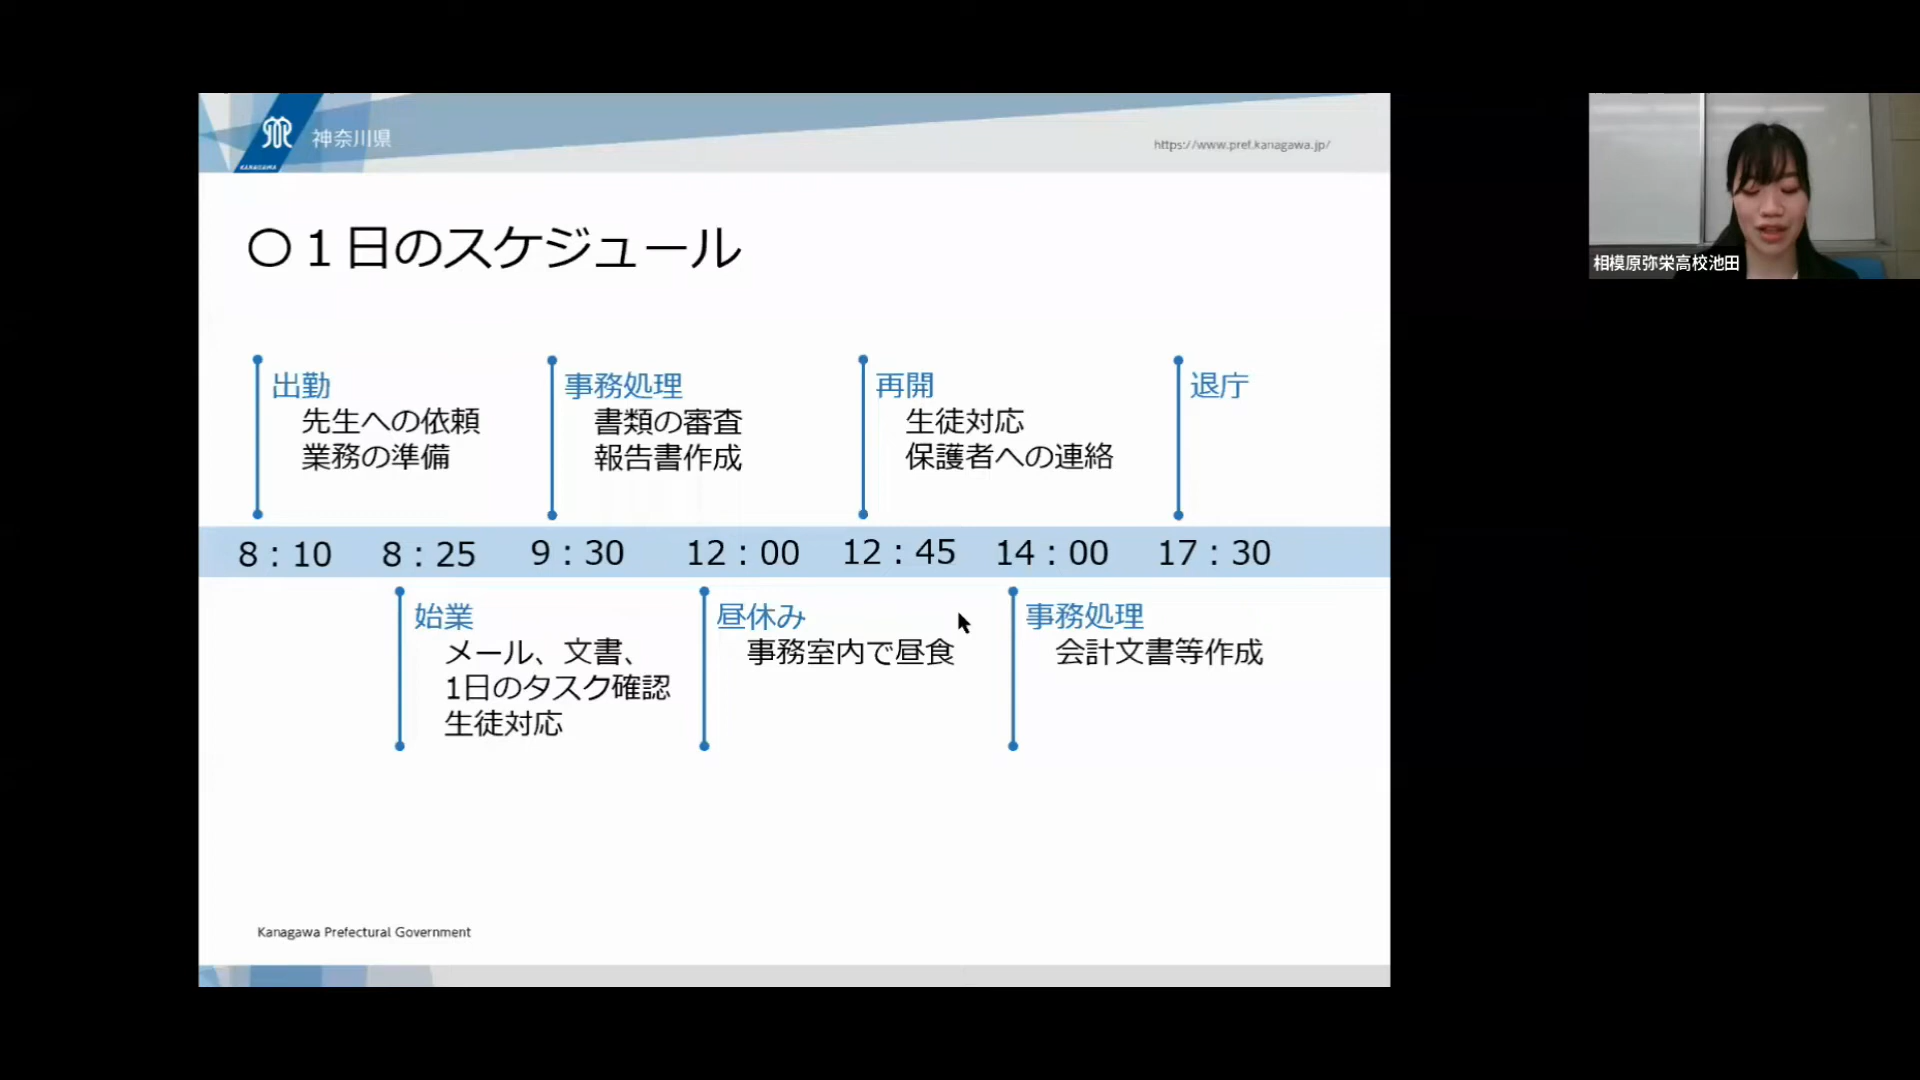 神奈川県
KANAGAWA
https://www.pref.kanagawa.jp/
〇１日のスケジュール
出勤
先生への依頼
業務の準備
事務処理
書類の審査
報告書作成
再開
生徒対応
保護者への連絡
退庁
8：10 8：25 9：30 12：00 12：45 14：00 17：30
始業
メール、文書、
1日のタスク確認
生徒対応
昼休み
事務室内で昼食
事務処理
会計文書等作成
Kanagawa Prefectural Government
相模原弥栄高校池田